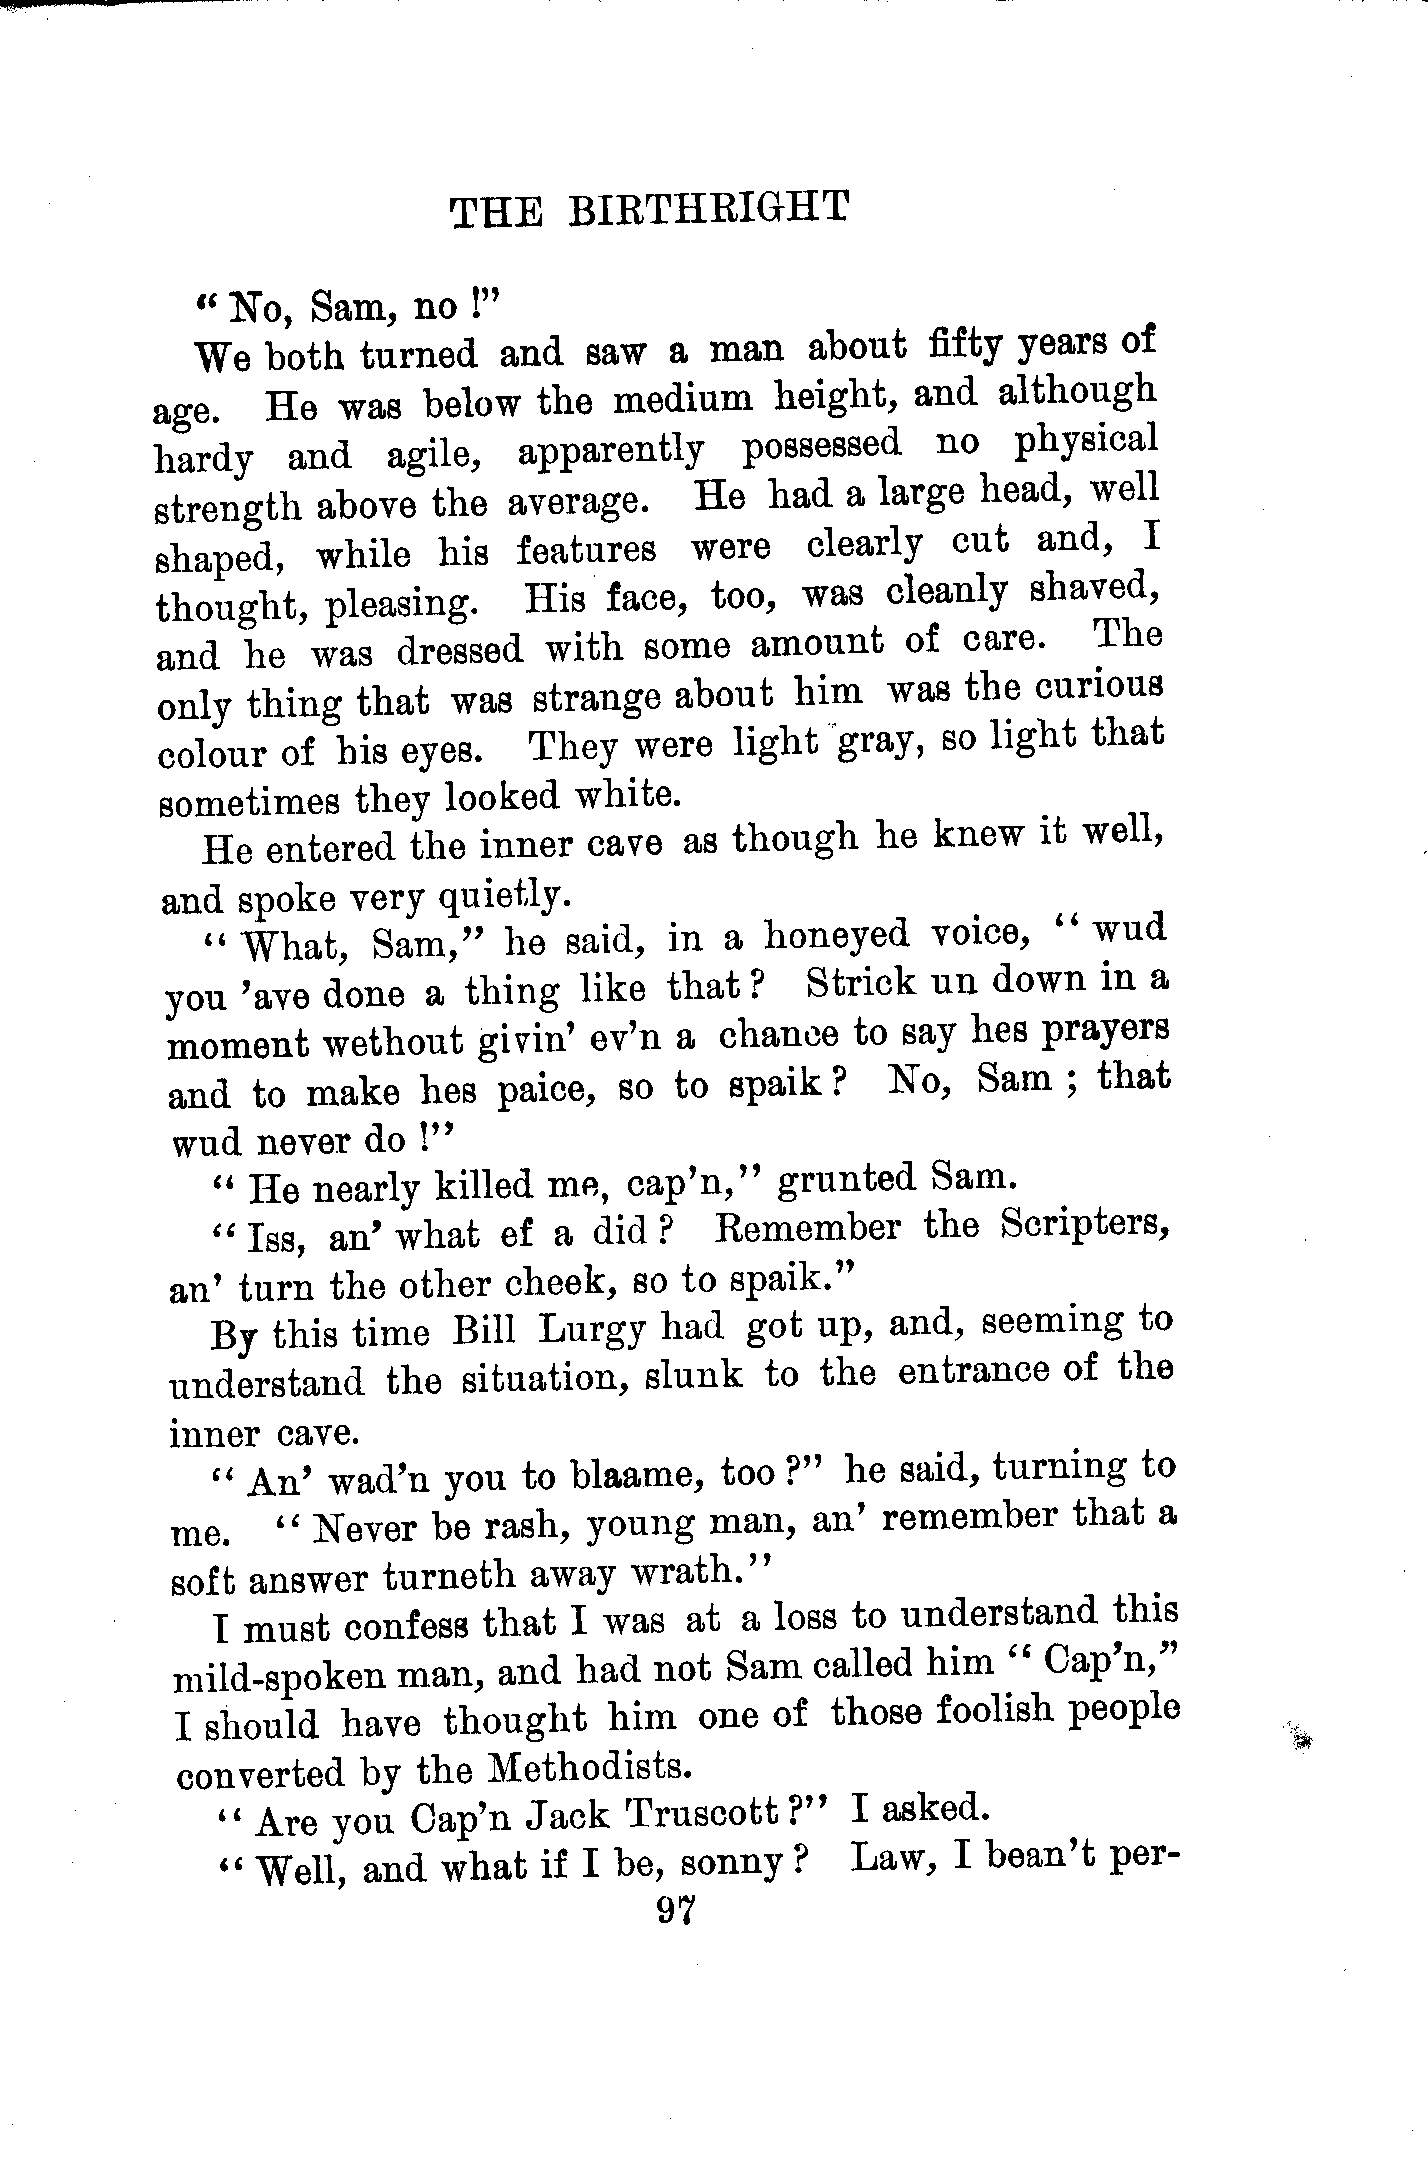 THE BIRTHRIGHT
“ No, Sam, no !”
We both turned and saw a man about fifty years of
age. He was below the medium height, and although
hardy and agile, apparently possessed no physical
strength above the average. He had a large head, well
shaped, while his features were clearly cut and, I
thought, pleasing. His face, too, was cleanly shaved,
and he was dressed with some amount of care. The
only thing that was strange about him was the curious
colour of his eyes. They were light gray, so light that
sometimes they looked white.
He entered the inner cave as though he knew it well,
and spoke very quietly.
“ What, Sam,” he said, in a honeyed voice, “ wud
you ’ave done a thing like that ? Strick un down in a
moment wethout givin’ ev’n a chance to say hes prayers
and to make hes paice, so to spaik ? No, Sam ; that
wud never do !”
“ He nearly killed me, cap’n,” grunted Sam.
“ Iss, an’ what ef a did ? Remember the Scripters,
an’ turn the other cheek, so to spaik.”
By this time Bill Lurgy had got up, and, seeming to
understand the situation, slunk to the entrance of the
inner cave.
“ An’ wad’n you to blaame, too ?” he said, turning to
me. “ Never be rash, young man, an’ remember that a
soft answer turneth away wrath.”
I must confess that I was at a loss to understand this
mild-spoken man, and had not Sam called him “ Cap’n,”
I should have thought him one of those foolish people
converted by the Methodists.
“ Are you Cap’n Jack Truscott ?” I asked.
“ Well, and what if I be, sonny ? Law, I bean’t per-
97